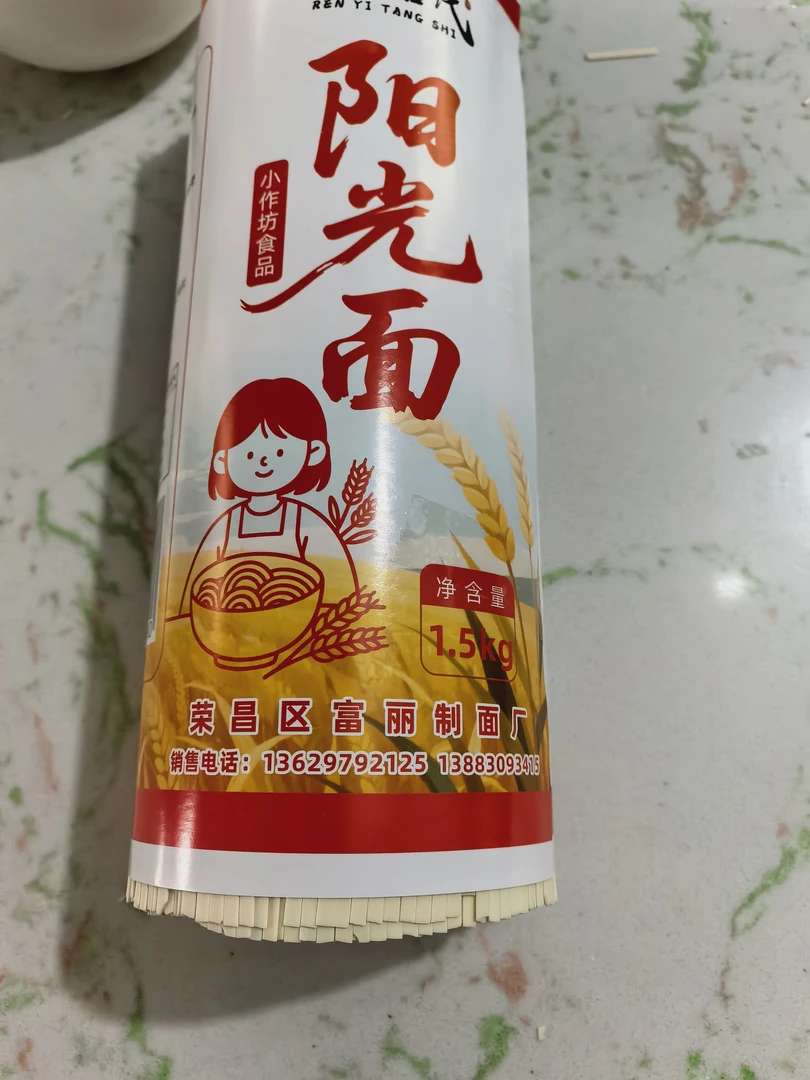 REN YI TANG SHI
阳光面
小作坊食品
净含量
1.5kg
荣昌区富丽制面厂
销售电话：13629792125 13883093415